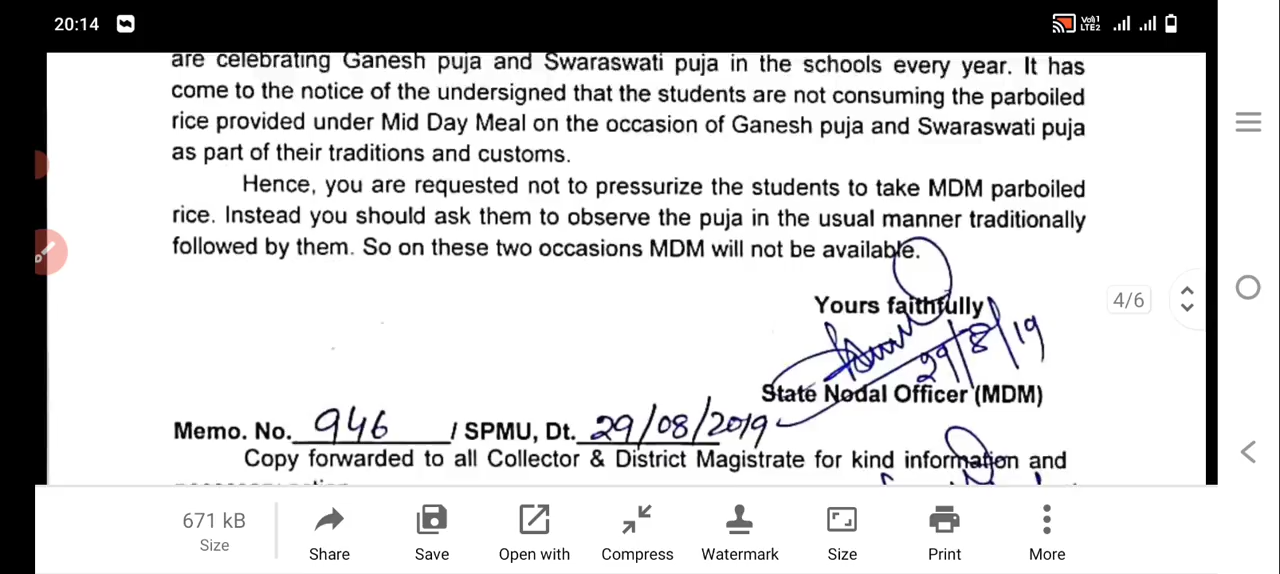 20:14
Vo)) 1
LTE2
are celebrating Ganesh puja and Swaraswati puja in the schools every year. It has
come to the notice of the undersigned that the students are not consuming the parboiled
rice provided under Mid Day Meal on the occasion of Ganesh puja and Swaraswati puja
as part of their traditions and customs.
Hence, you are requested not to pressurize the students to take MDM parboiled
rice. Instead you should ask them to observe the puja in the usual manner traditionally
followed by them. So on these two occasions MDM will not be available.
Yours faithfully
29/8/19
State Nodal Officer (MDM)
4/6
Memo. No. 946 / SPMU, Dt. 29/08/2019
Copy forwarded to all Collector & District Magistrate for kind information and
671 kB
Size
Share
Save
Open with
Compress
Watermark
Size
Print
More